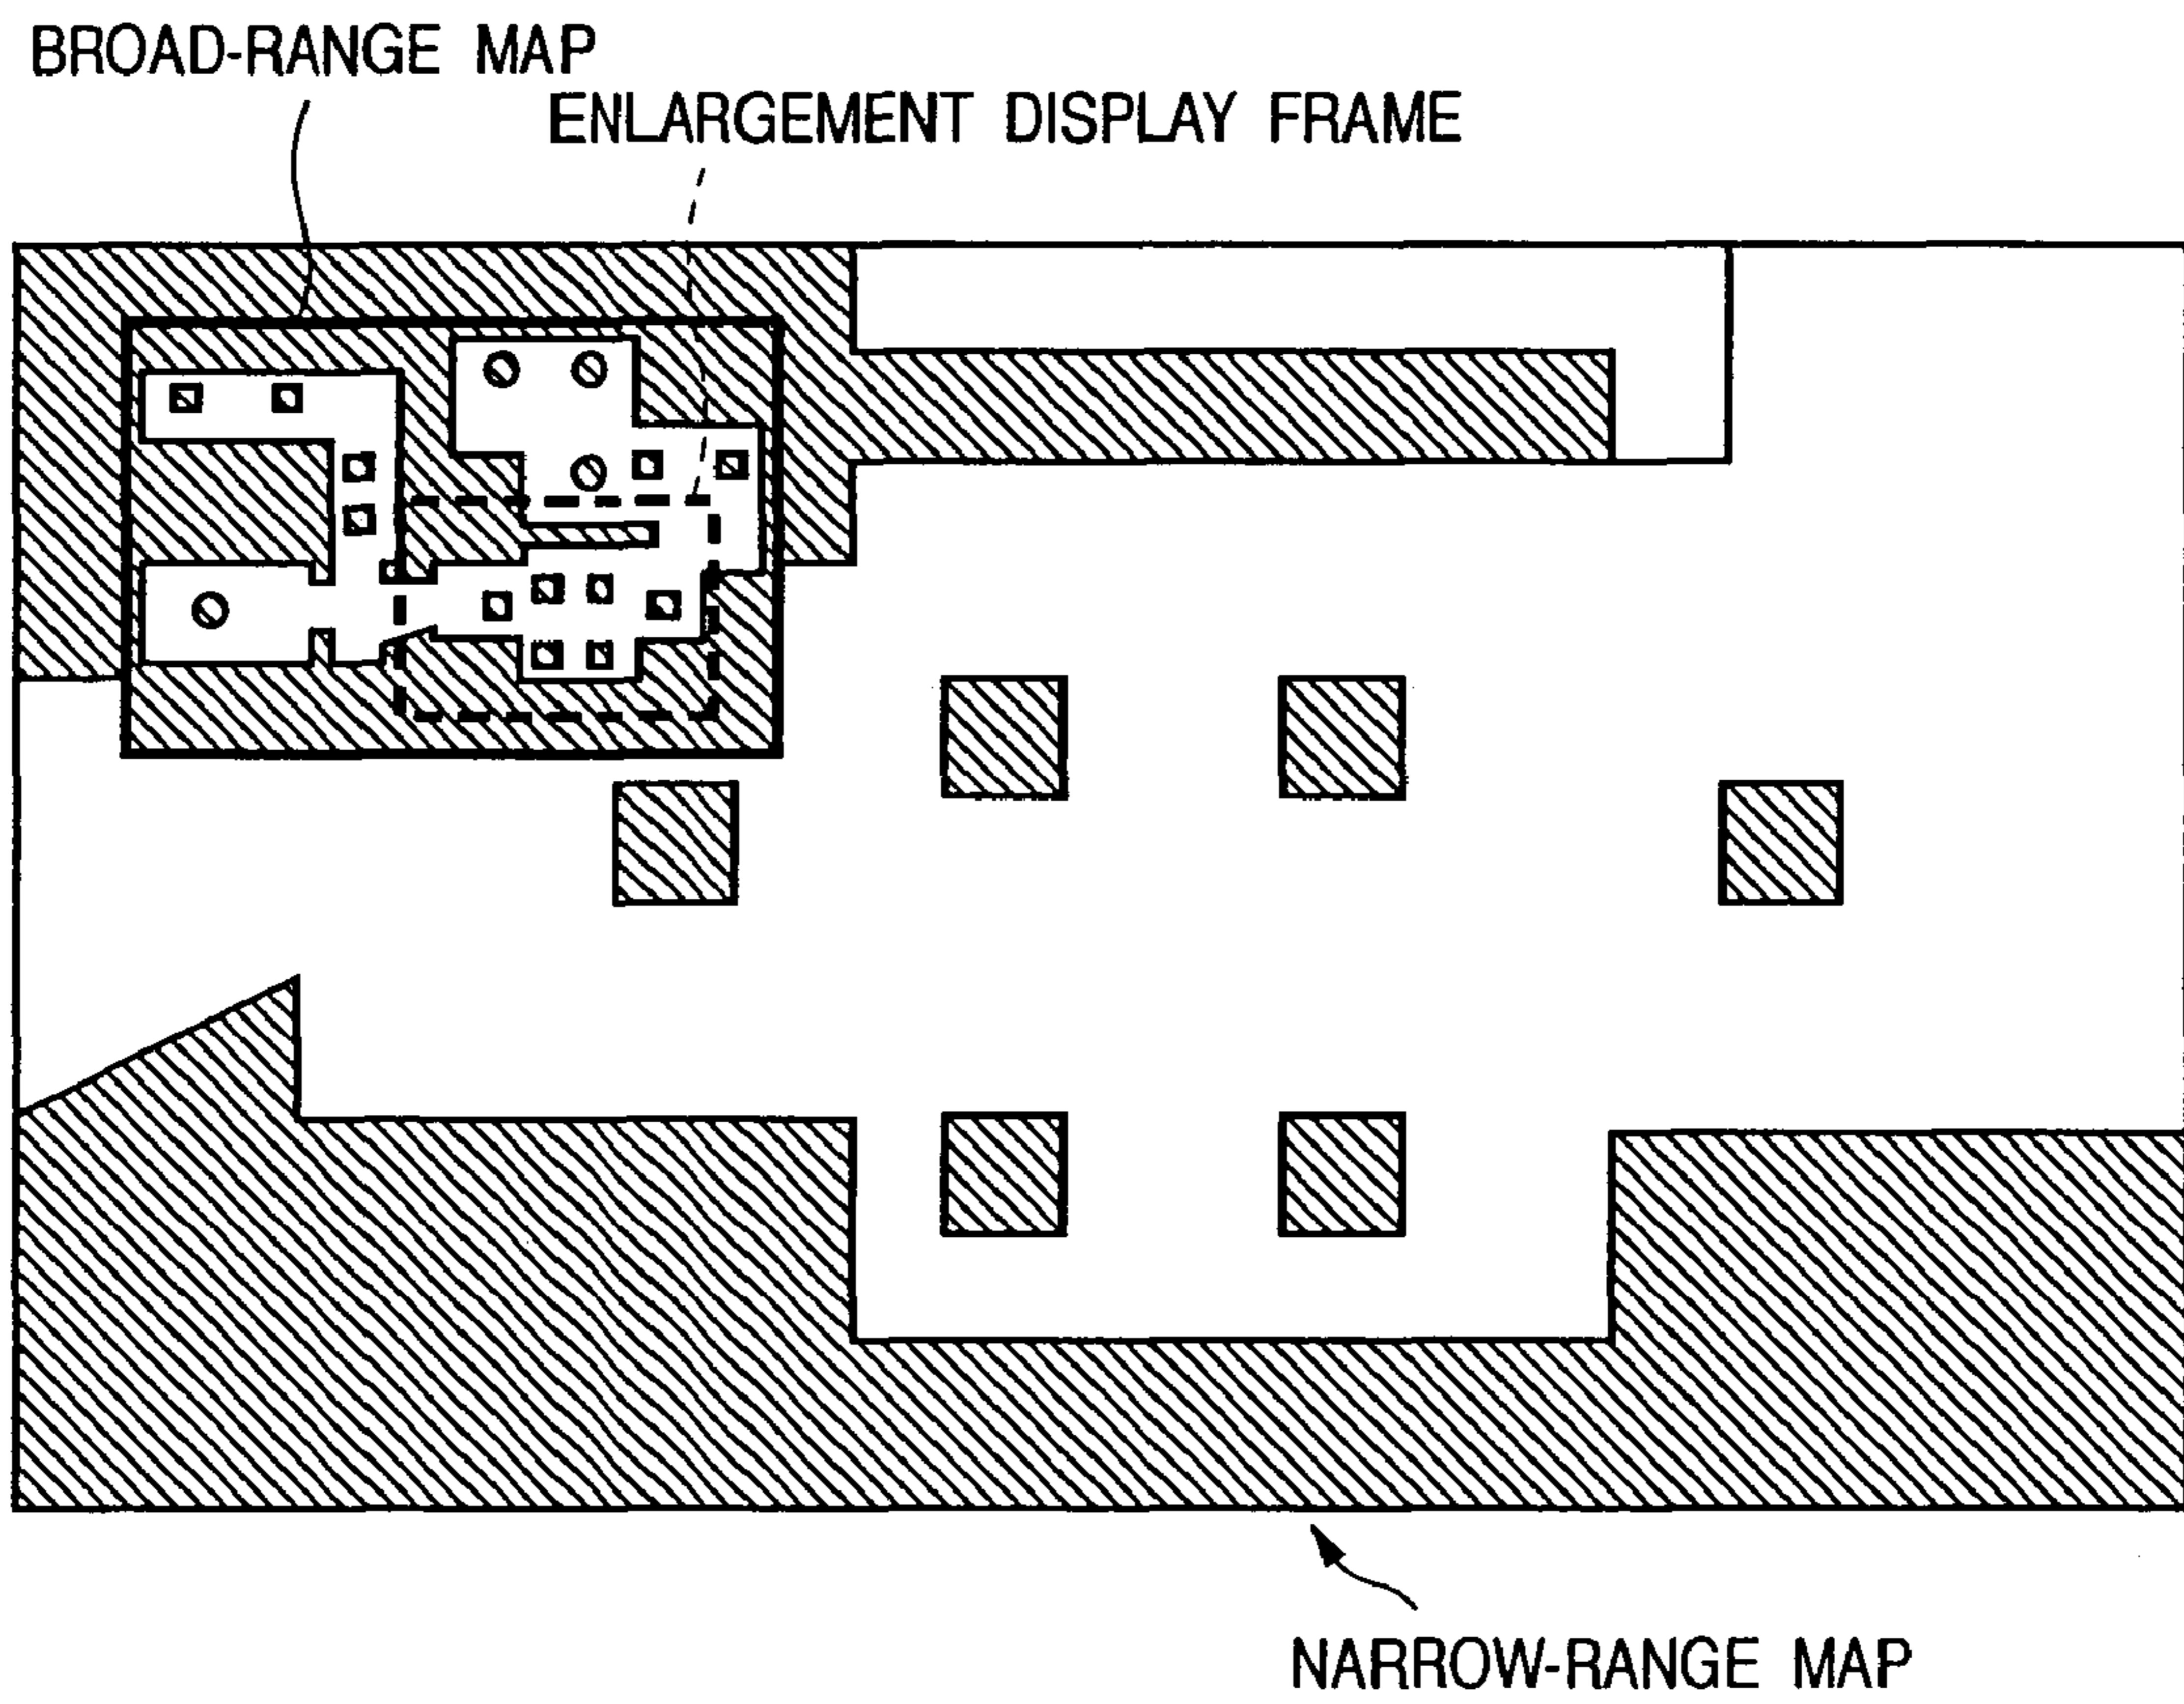 BROAD-RANGE MAP
ENLARGEMENT DISPLAY FRAME
NARROW-RANGE MAP